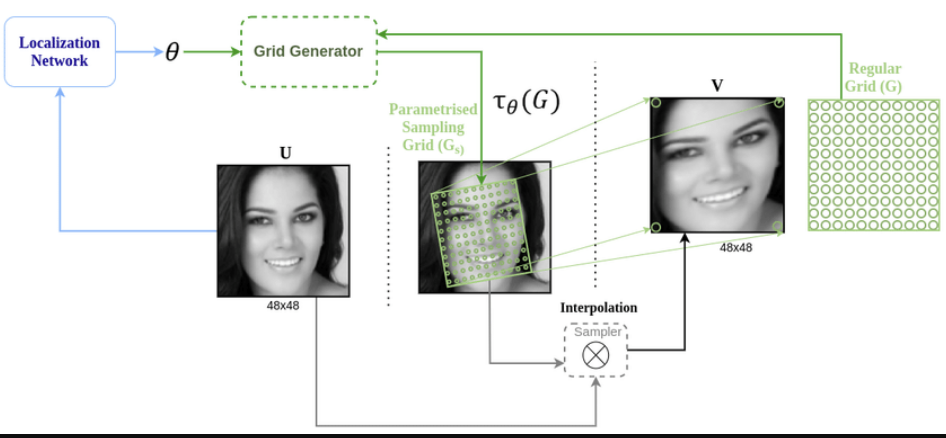 Localization
Network
θ
Grid Generator
τθ(G)
Parametrised
Sampling
Grid (Gs)
U
48x48
V
48x48
Regular
Grid (G)
Interpolation
Sampler